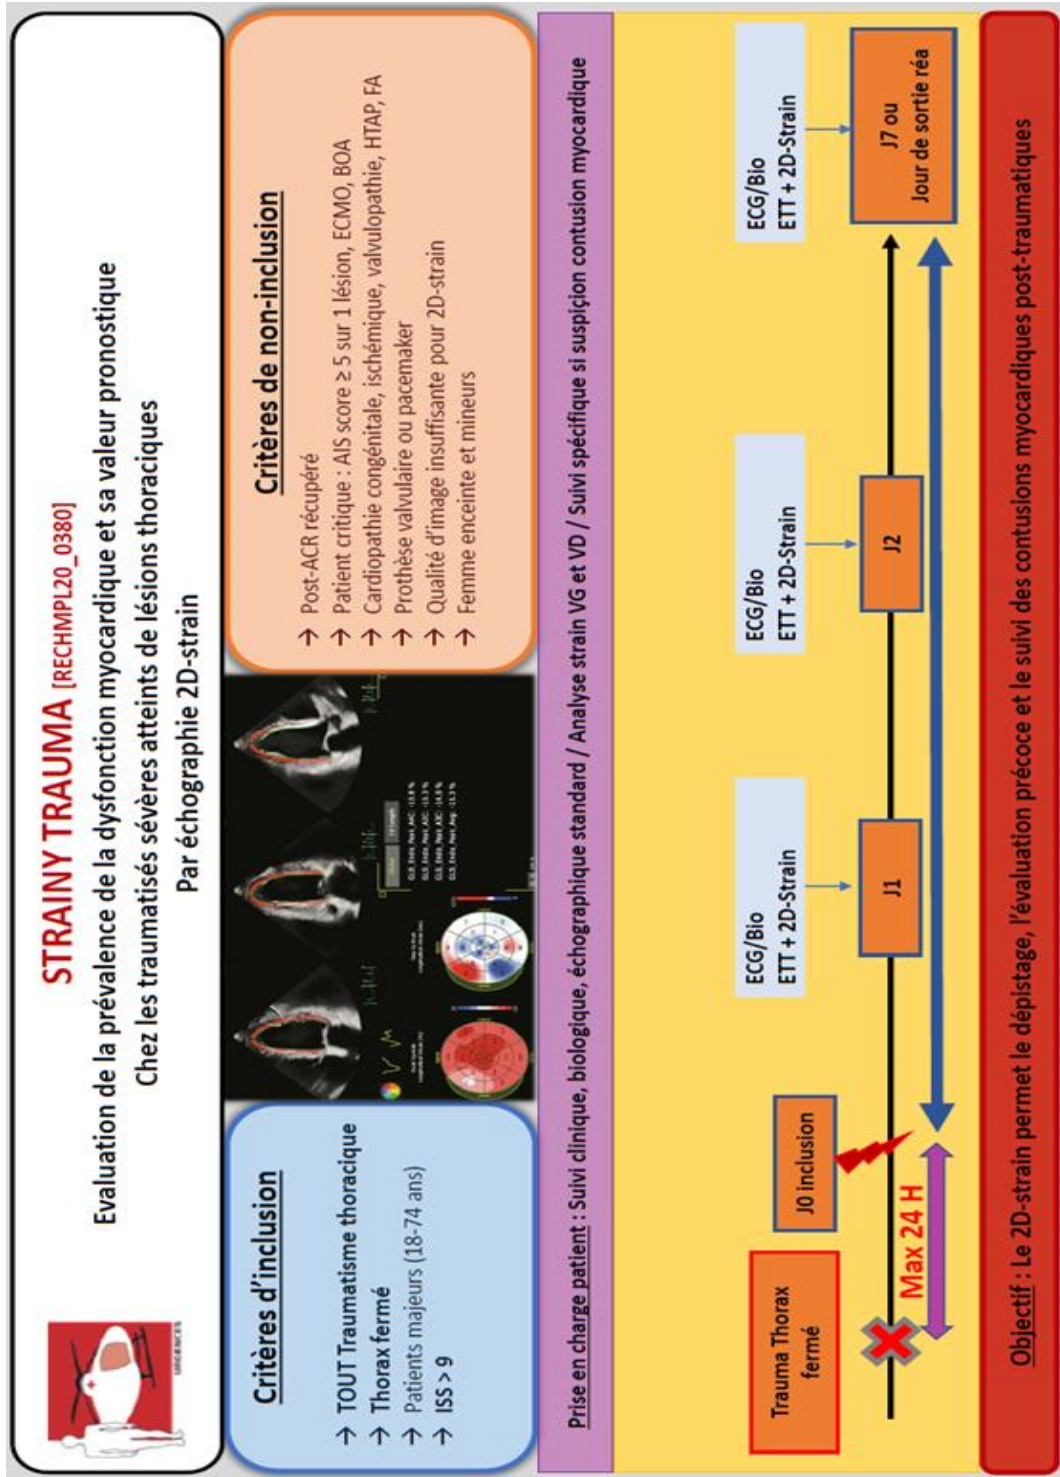 STRAINY TRAUMA [RECHMPL20_0380]
Evaluation de la prévalence de la dysfonction myocardique et sa valeur pronostique
Chez les traumatisés sévères atteints de lésions thoraciques
Par échographie 2D-strain
URGENCES
Critères d'inclusion
→ TOUT Traumatisme thoracique
→ Thorax fermé
→ Patients majeurs (18-74 ans)
→ ISS > 9
Critères de non-inclusion
→ Post-ACR récupéré
→ Patient critique : AIS score ≥ 5 sur 1 lésion, ECMO, BOA
→ Cardiopathie congénitale, ischémique, valvulopathie, HTAP, FA
→ Prothèse valvulaire ou pacemaker
→ Qualité d'image insuffisante pour 2D-strain
→ Femme enceinte et mineurs
Prise en charge patient : Suivi clinique, biologique, échographique standard / Analyse strain VG et VD / Suivi spécifique si suspiçion contusion myocardique
Trauma Thorax
fermé
J0 inclusion
Max 24 H
ECG/Bio
ETT + 2D-Strain
J1
ECG/Bio
ETT + 2D-Strain
J2
ECG/Bio
ETT + 2D-Strain
J7 ou
Jour de sortie réa
Objectif : Le 2D-strain permet le dépistage, l'évaluation précoce et le suivi des contusions myocardiques post-traumatiques